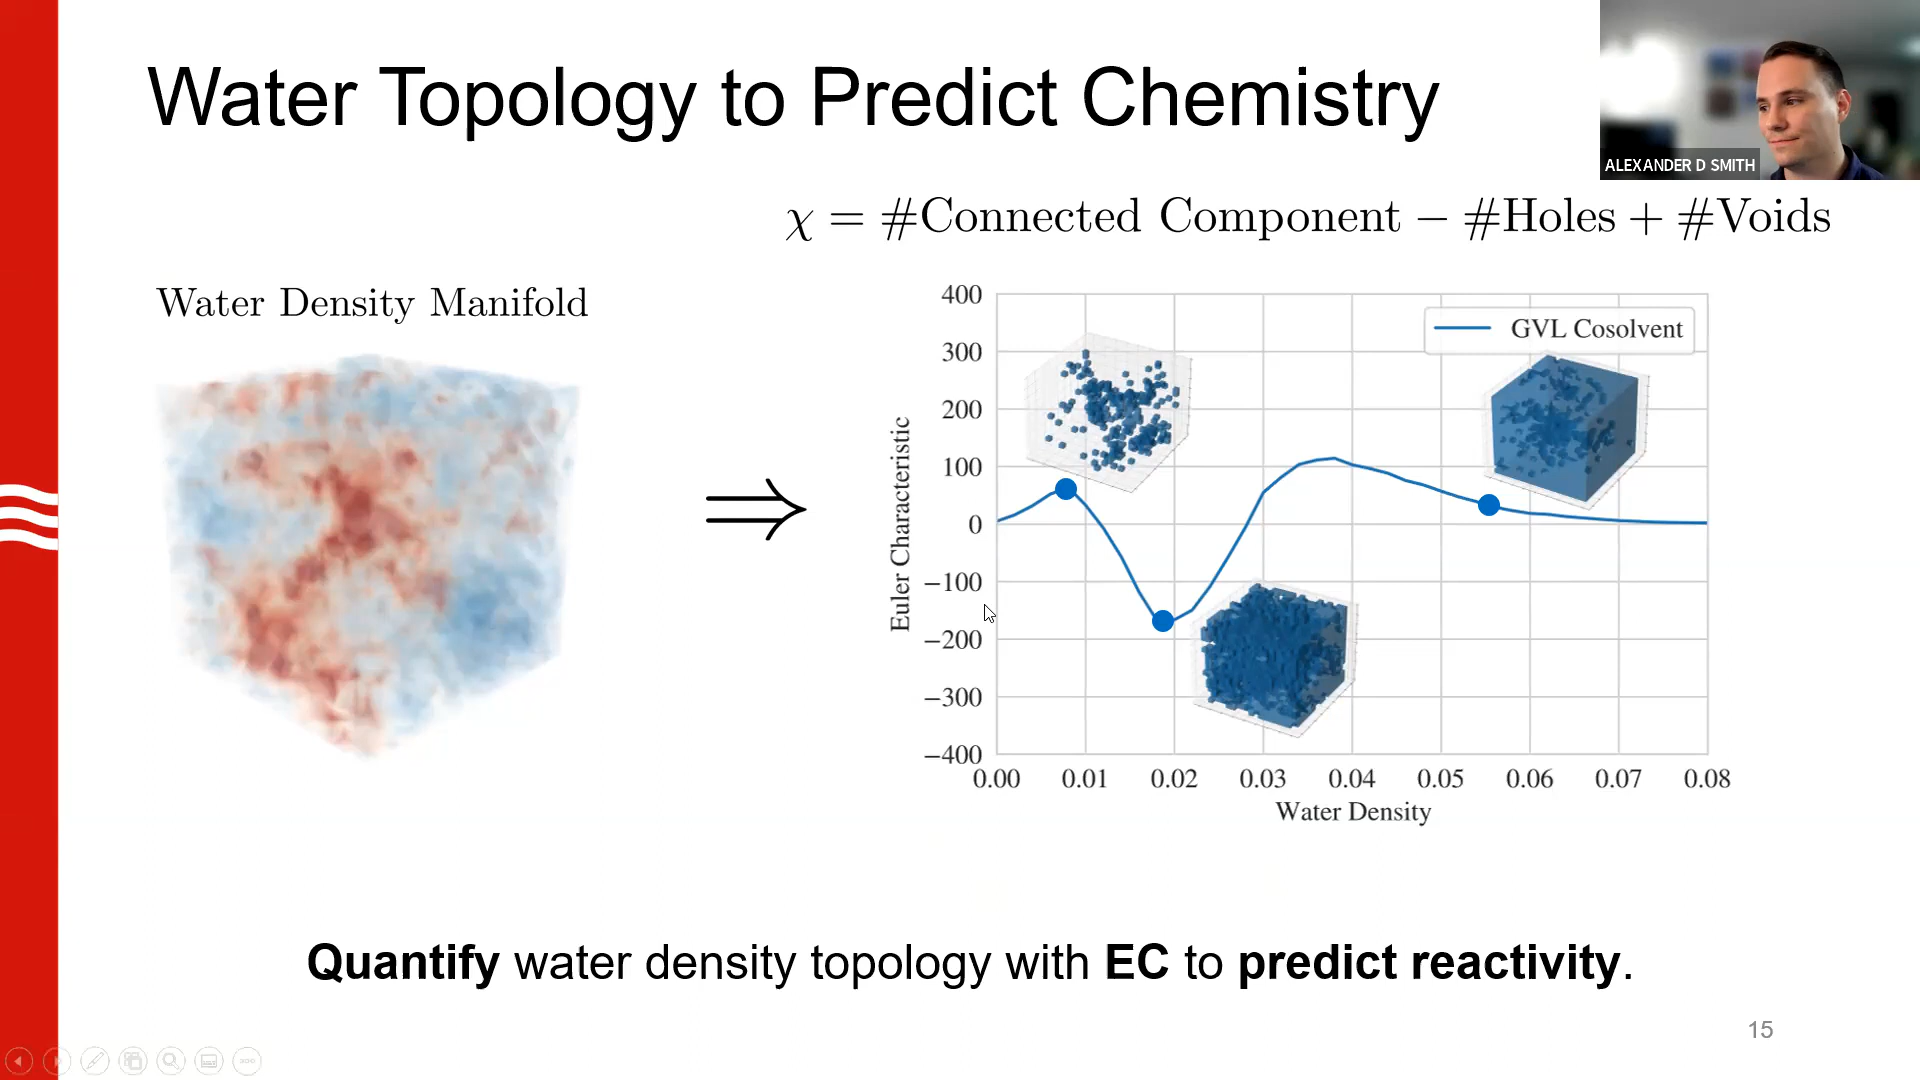 Water Topology to Predict Chemistry
ALEXANDER D SMITH
χ = #Connected Component − #Holes + #Voids
Water Density Manifold
⇒
Euler Characteristic
400
300
200
100
0
−100
−200
−300
−400
GVL Cosolvent
0.00 0.01 0.02 0.03 0.04 0.05 0.06 0.07 0.08
Water Density
Quantify water density topology with EC to predict reactivity.
15